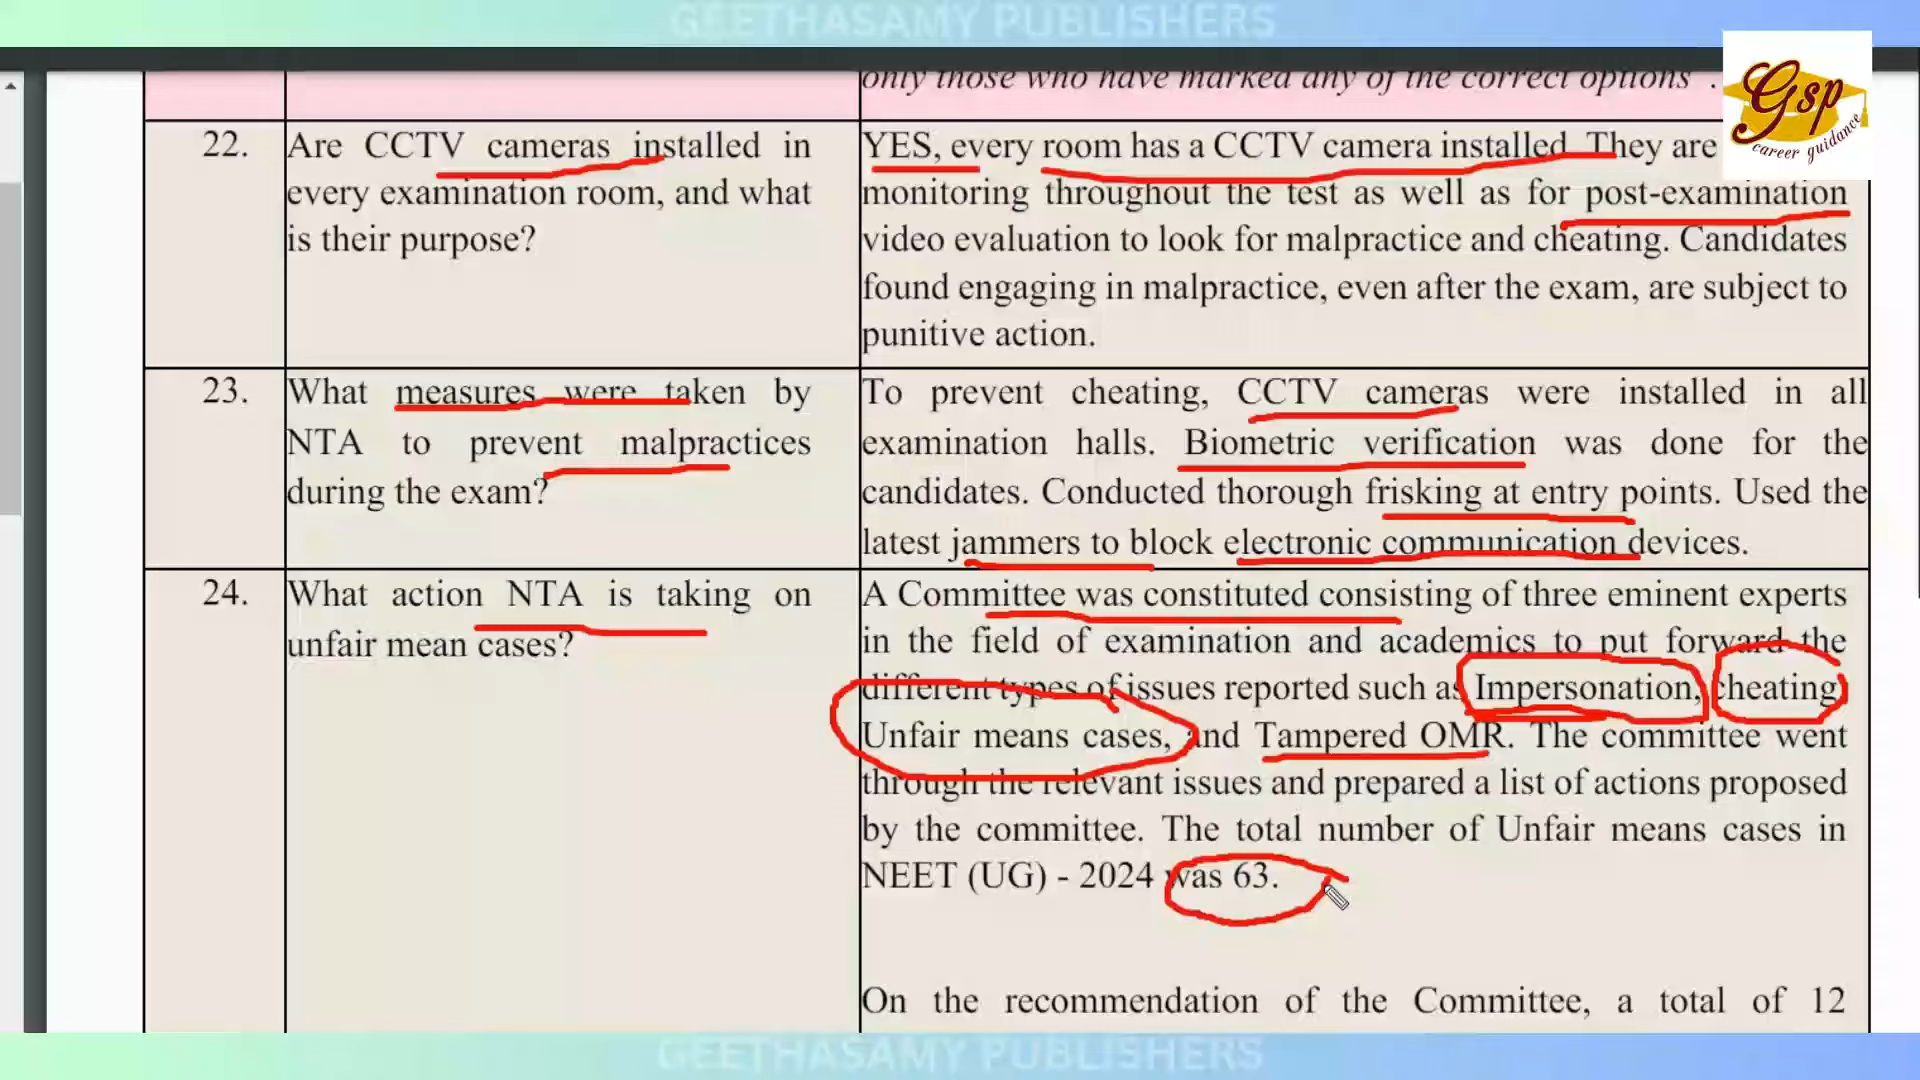 GEETHASAMY PUBLISHERS
only those who have marked any of the correct options".
Gsp
career guidance
22.
Are CCTV cameras installed in
every examination room, and what
is their purpose?
YES, every room has a CCTV camera installed. They are
monitoring throughout the test as well as for post-examination
video evaluation to look for malpractice and cheating. Candidates
found engaging in malpractice, even after the exam, are subject to
punitive action.
23.
What measures were taken by
NTA to prevent malpractices
during the exam?
To prevent cheating, CCTV cameras were installed in all
examination halls. Biometric verification was done for the
candidates. Conducted thorough frisking at entry points. Used the
latest jammers to block electronic communication devices.
24.
What action NTA is taking on
unfair mean cases?
A Committee was constituted consisting of three eminent experts
in the field of examination and academics to put forward the
different types of issues reported such as Impersonation, cheating,
Unfair means cases, and Tampered OMR. The committee went
through the relevant issues and prepared a list of actions proposed
by the committee. The total number of Unfair means cases in
NEET (UG) - 2024 was 63.
On the recommendation of the Committee, a total of 12
GEETHASAMY PUBLISHERS